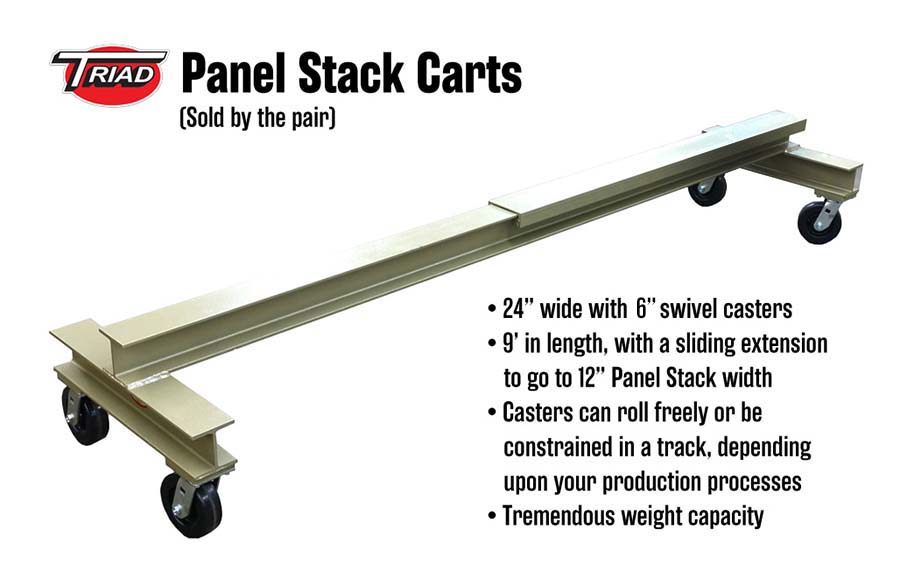 TRIAD
Panel Stack Carts
(Sold by the pair)
• 24” wide with 6” swivel casters
• 9’ in length, with a sliding extension
to go to 12” Panel Stack width
• Casters can roll freely or be
constrained in a track, depending
upon your production processes
• Tremendous weight capacity